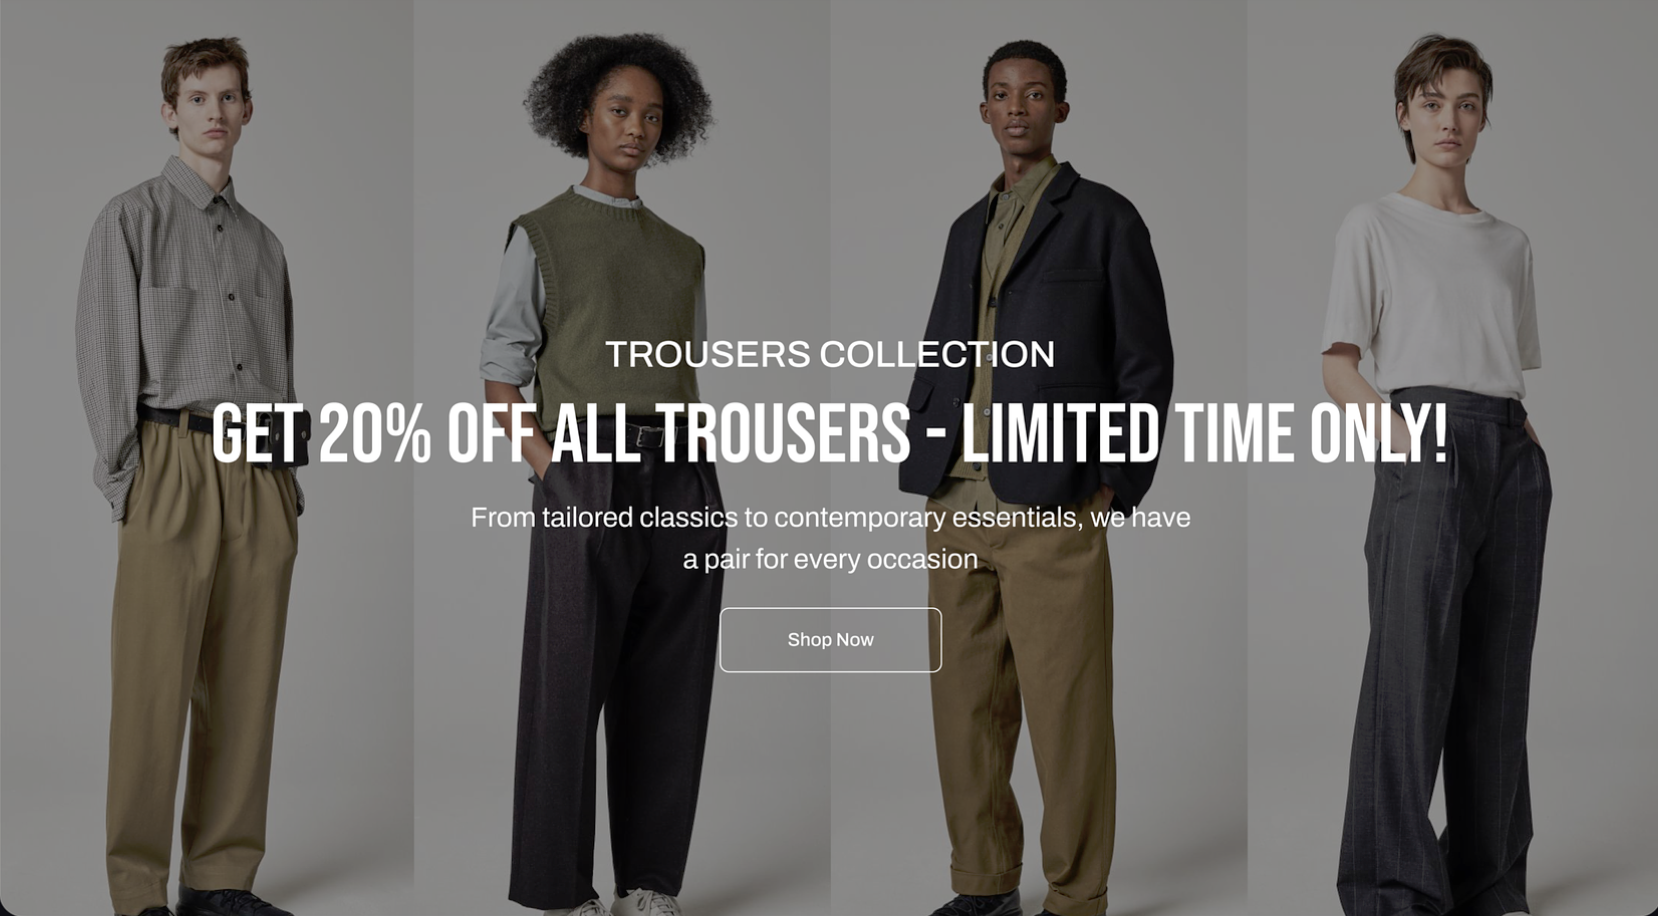 TROUSERS COLLECTION
GET 20% OFF ALL TROUSERS - LIMITED TIME ONLY!
From tailored classics to contemporary essentials, we have
a pair for every occasion
Shop Now